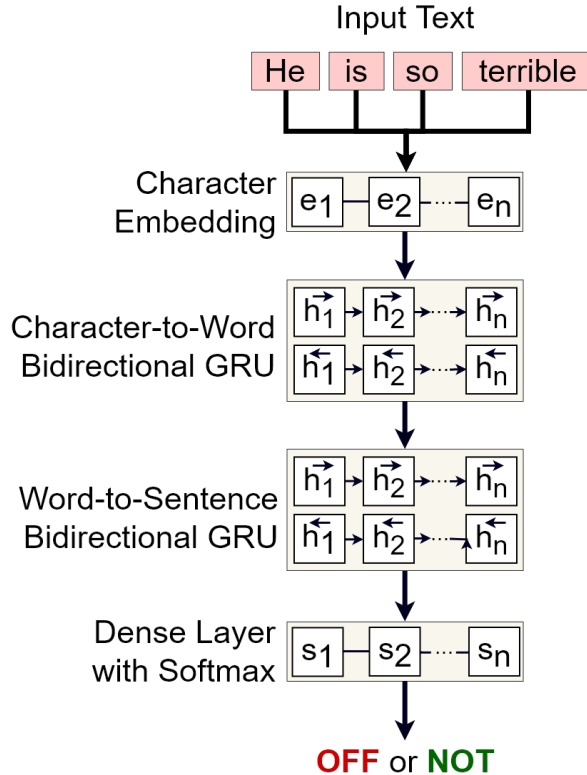 Input Text
He is so terrible
Character
Embedding
e1 e2 ... en
Character-to-Word
Bidirectional GRU
h1 h2 ... hn
h1 h2 ... hn
Word-to-Sentence
Bidirectional GRU
h1 h2 ... hn
h1 h2 ... hn
Dense Layer
with Softmax
s1 s2 ... sn
OFF or NOT